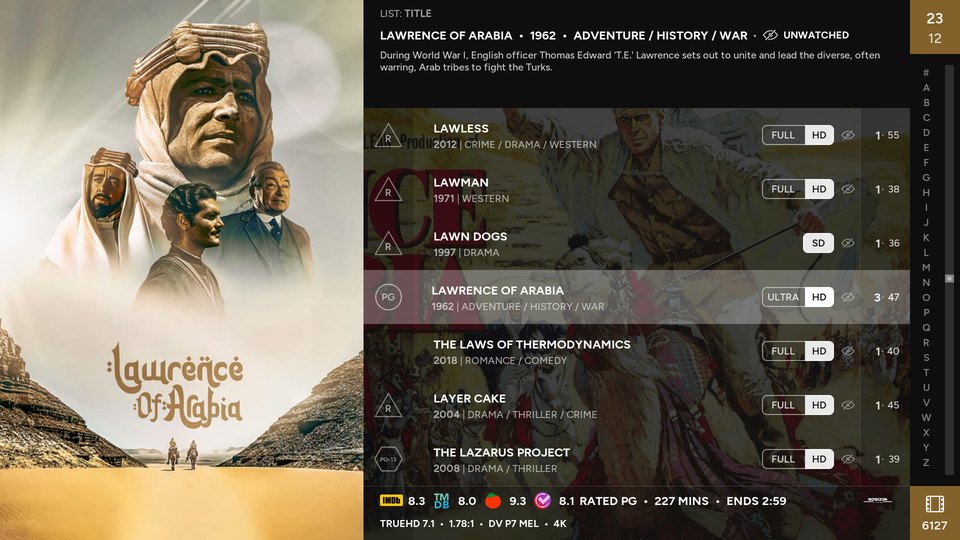 LIST: TITLE
LAWRENCE OF ARABIA • 1962 • ADVENTURE / HISTORY / WAR • UNWATCHED
During World War I, English officer Thomas Edward 'T.E.' Lawrence sets out to unite and lead the diverse, often
warring, Arab tribes to fight the Turks.
23
12
R
LAWLESS
2012 | CRIME / DRAMA / WESTERN
FULL HD
1· 55
R
LAWMAN
1971 | WESTERN
FULL HD
1· 38
R
LAWN DOGS
1997 | DRAMA
SD
1· 36
PG
LAWRENCE OF ARABIA
1962 | ADVENTURE / HISTORY / WAR
ULTRA HD
3· 47
THE LAWS OF THERMODYNAMICS
2018 | ROMANCE / COMEDY
FULL HD
1· 40
R
LAYER CAKE
2004 | DRAMA / THRILLER / CRIME
FULL HD
1· 45
PG-13
THE LAZARUS PROJECT
2008 | DRAMA / THRILLER
FULL HD
1· 39
IMDb 8.3 TMDB 8.0 9.3 8.1 RATED PG • 227 MINS • ENDS 2:59
TRUEHD 7.1 • 1.78:1 • DV P7 MEL • 4K
HORIZON
Lawrence
Of Arabia
#
A
B
C
D
E
F
G
H
I
J
K
L
M
N
O
P
Q
R
S
T
U
V
W
X
Y
Z
6127